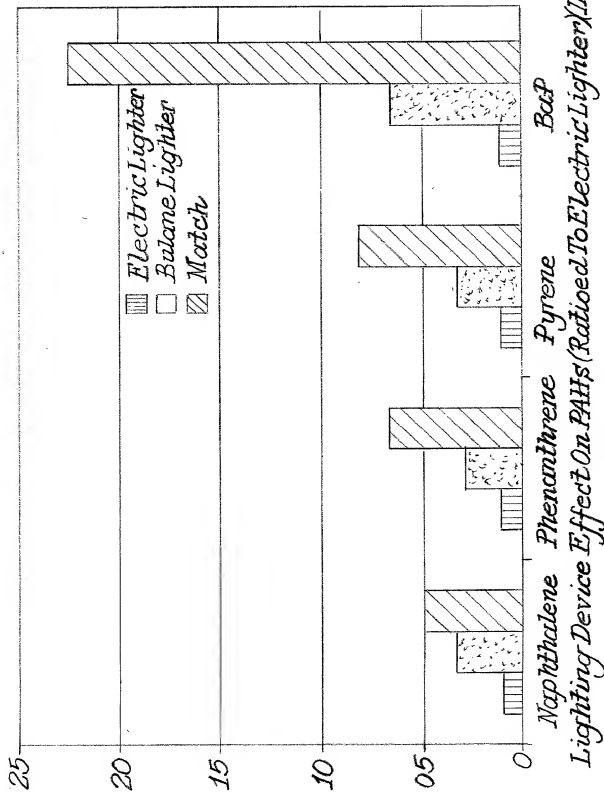 25
20
15
10
05
0
Electric Lighter
Bulane Lighter
Match
Naphthalene Phenanthrene Pyrene BaP
Lighting Device Effect On PAHs (Ratioed To Electric Lighter)